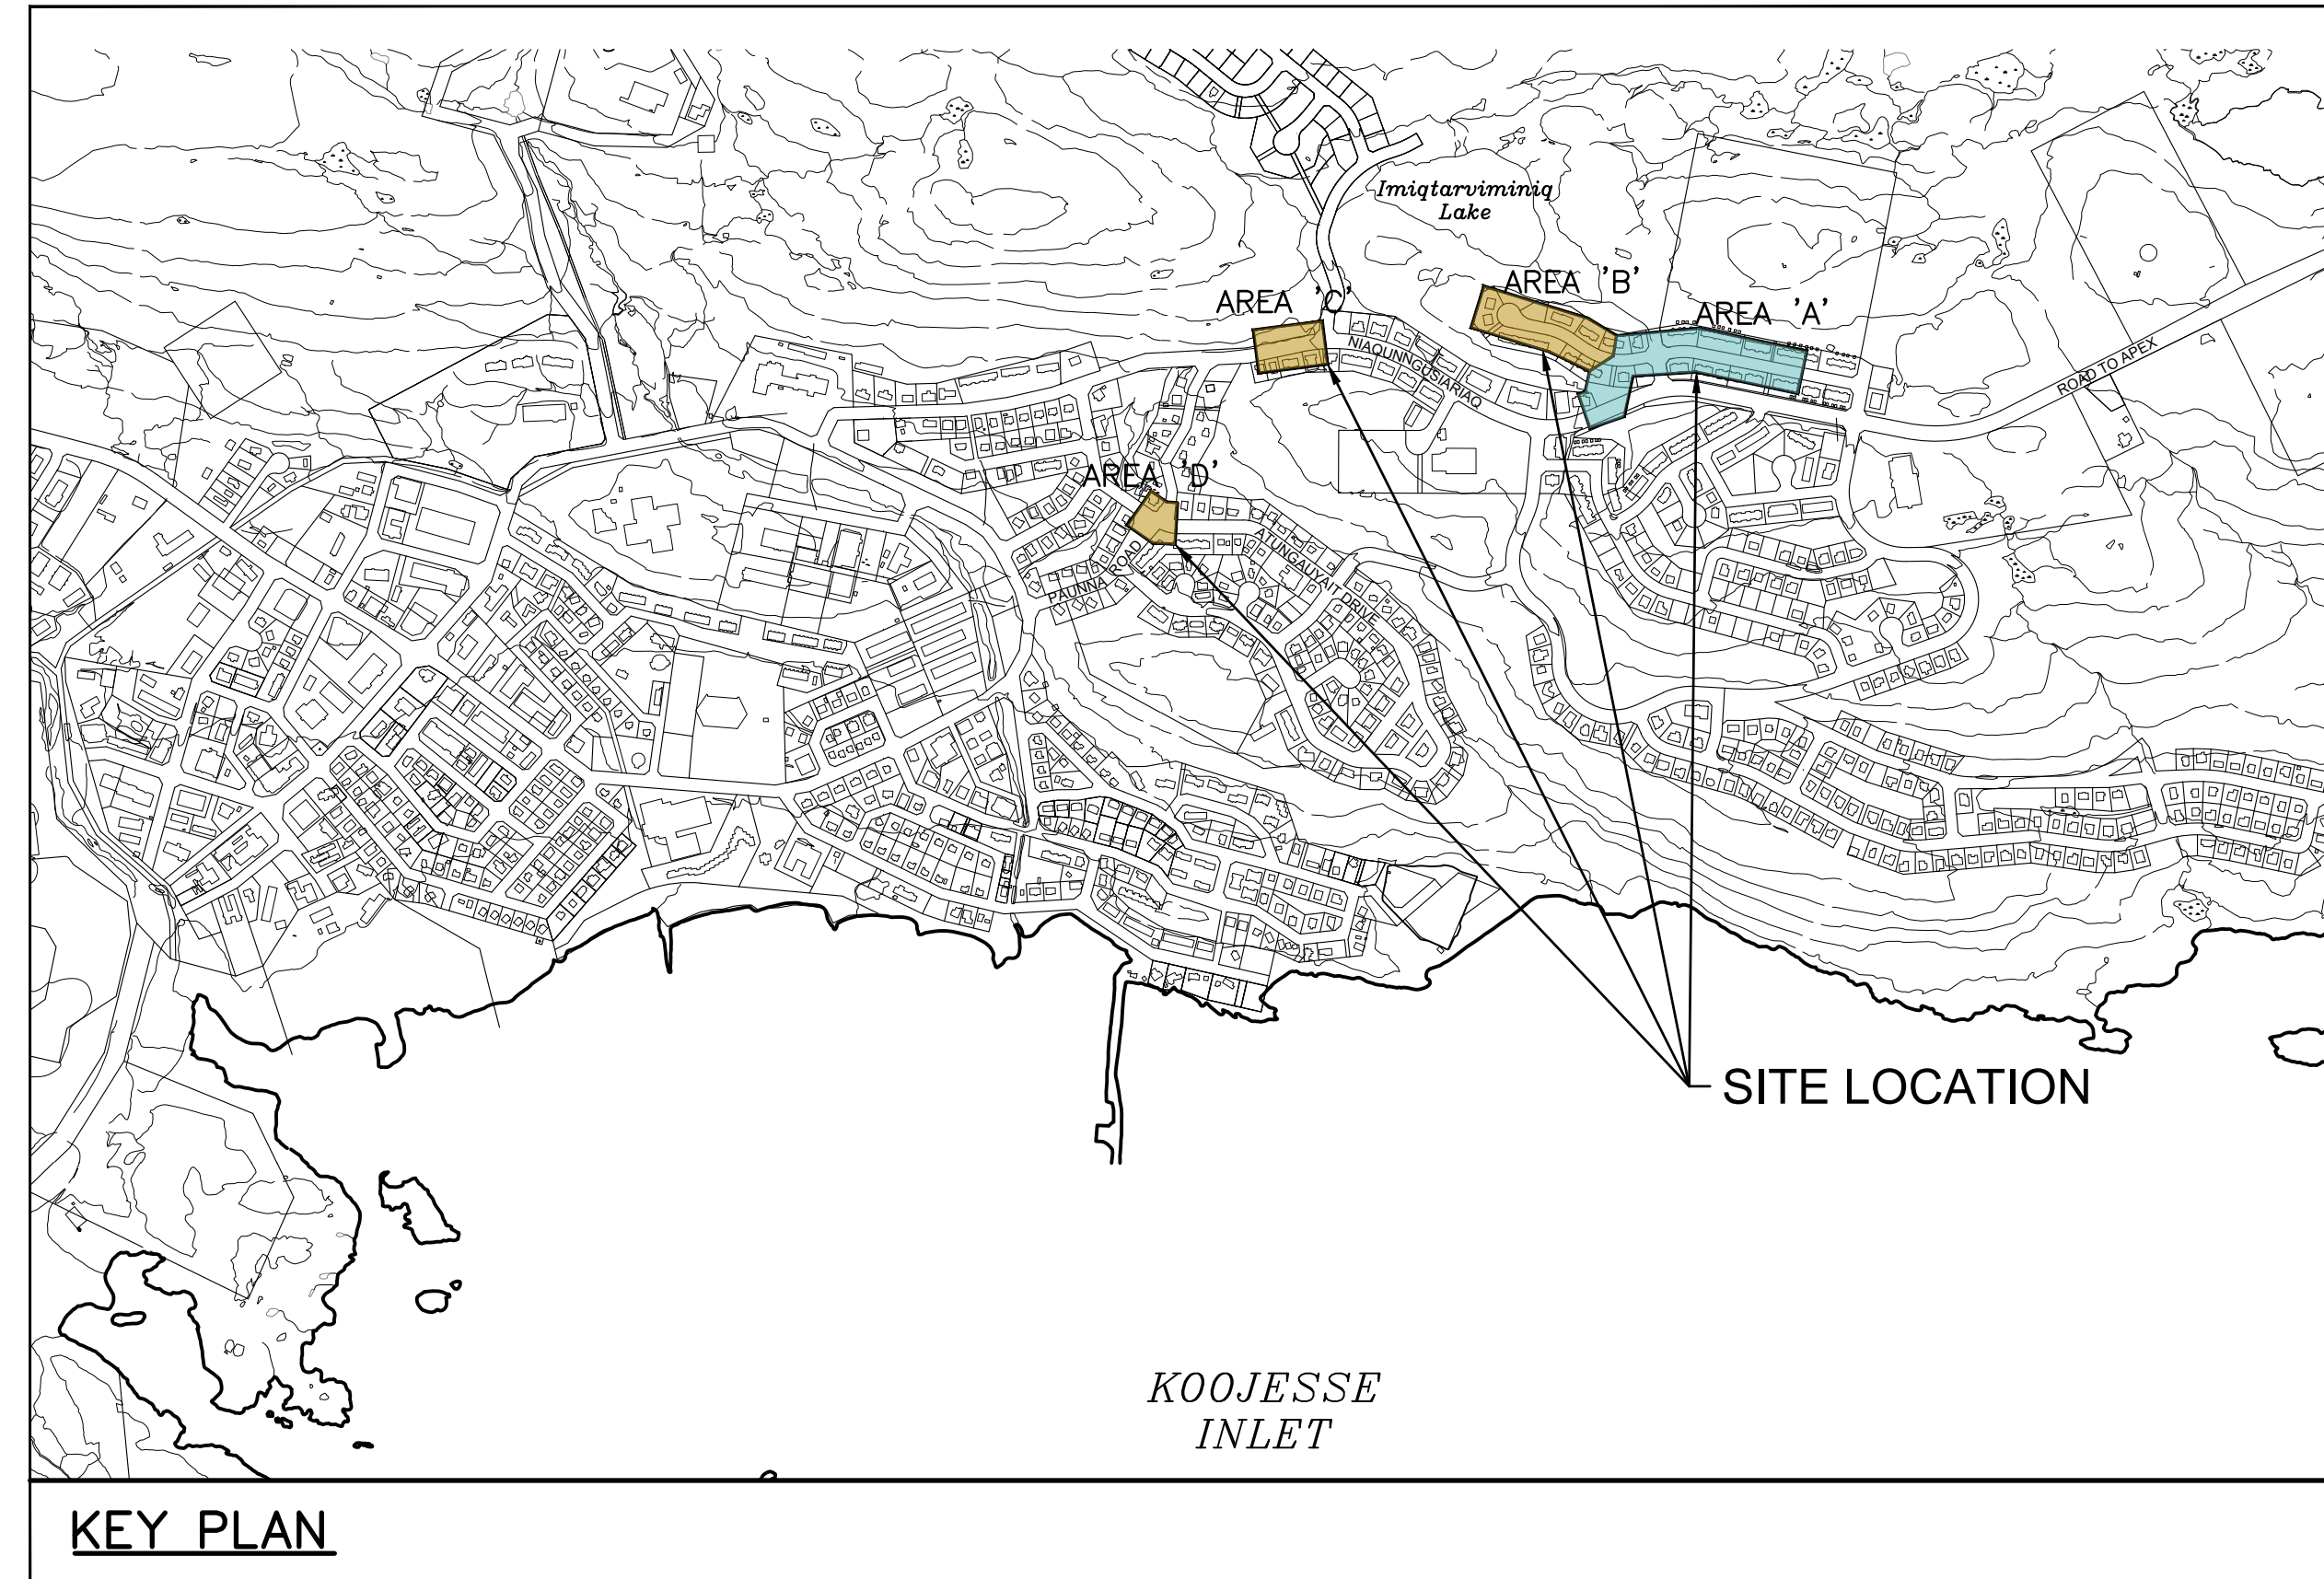 Imiqtarviminiq
Lake
AREA 'B'
AREA 'C'
AREA 'A'
NIAQUNNGUSIARIAQ
ROAD TO APEX
AREA 'D'
ATUNGAUYAIT DRIVE
PAUNNA ROAD
SITE LOCATION
KOOJESSE
INLET
KEY PLAN